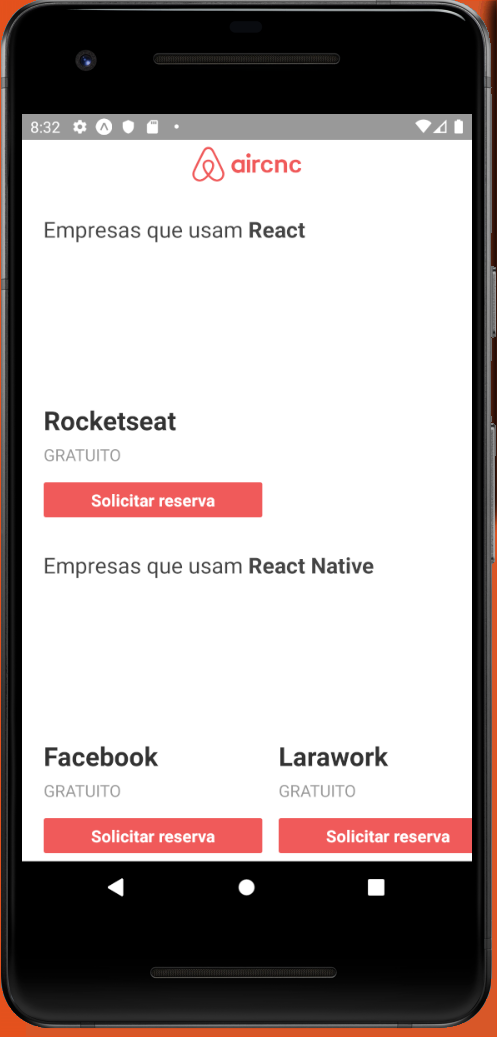 8:32
aircnc
Empresas que usam React
Rocketseat
GRATUITO
Solicitar reserva
Empresas que usam React Native
Facebook Larawork
GRATUITO GRATUITO
Solicitar reserva Solicitar reserva